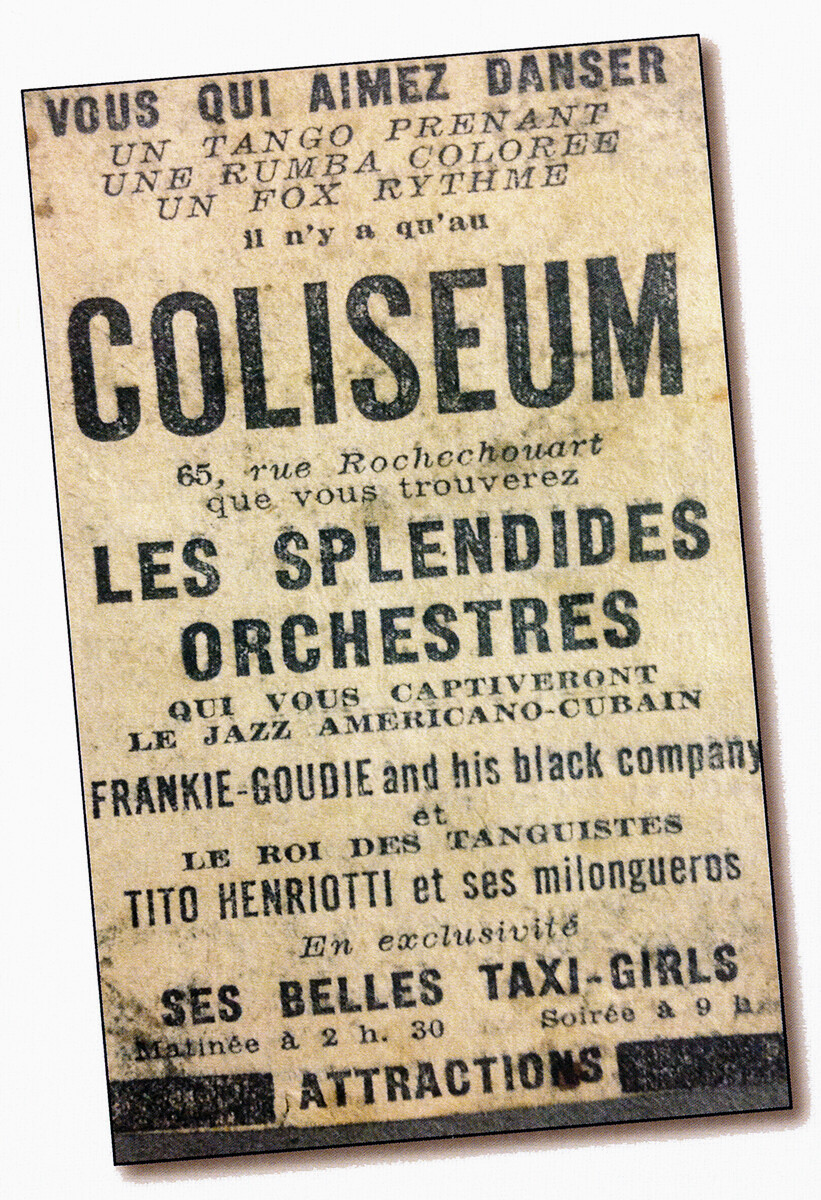 VOUS QUI AIMEZ DANSER
UN TANGO PRENANT
UNE RUMBA COLOREE
UN FOX RYTHME
il n'y a qu'au
COLISEUM
65, rue Rochechouart
que vous trouverez
LES SPLENDIDES
ORCHESTRES
QUI VOUS CAPTIVERONT
LE JAZZ AMERICANO-CUBAIN
FRANKIE-GOUDIE and his black company
et
LE ROI DES TANGUISTES
TITO HENRIOTTI et ses milongueros
En exclusivité
SES BELLES TAXI-GIRLS
Matinée à 2 h. 30 Soirée à 9 h.
ATTRACTIONS